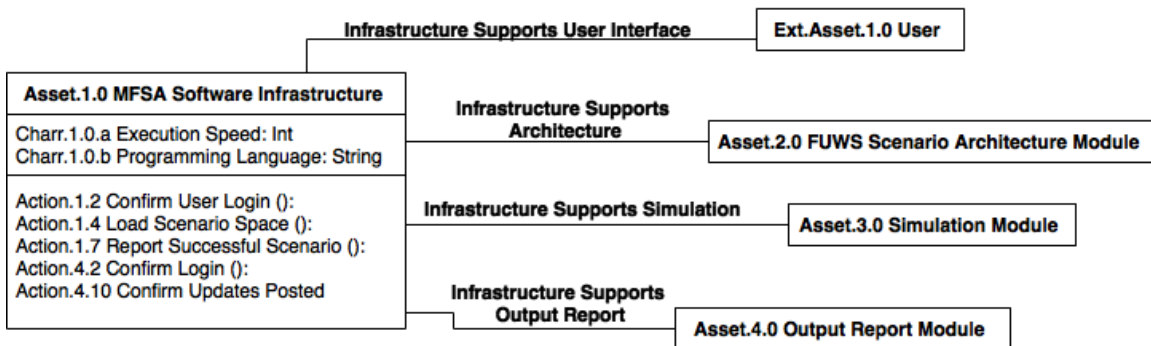 Infrastructure Supports User Interface
Ext.Asset.1.0 User
Asset.1.0 MFSA Software Infrastructure
Charr.1.0.a Execution Speed: Int
Charr.1.0.b Programming Language: String
Action.1.2 Confirm User Login ():
Action.1.4 Load Scenario Space ():
Action.1.7 Report Successful Scenario ():
Action.4.2 Confirm Login ():
Action.4.10 Confirm Updates Posted
Infrastructure Supports
Architecture
Asset.2.0 FUWS Scenario Architecture Module
Infrastructure Supports Simulation
Asset.3.0 Simulation Module
Infrastructure Supports
Output Report
Asset.4.0 Output Report Module